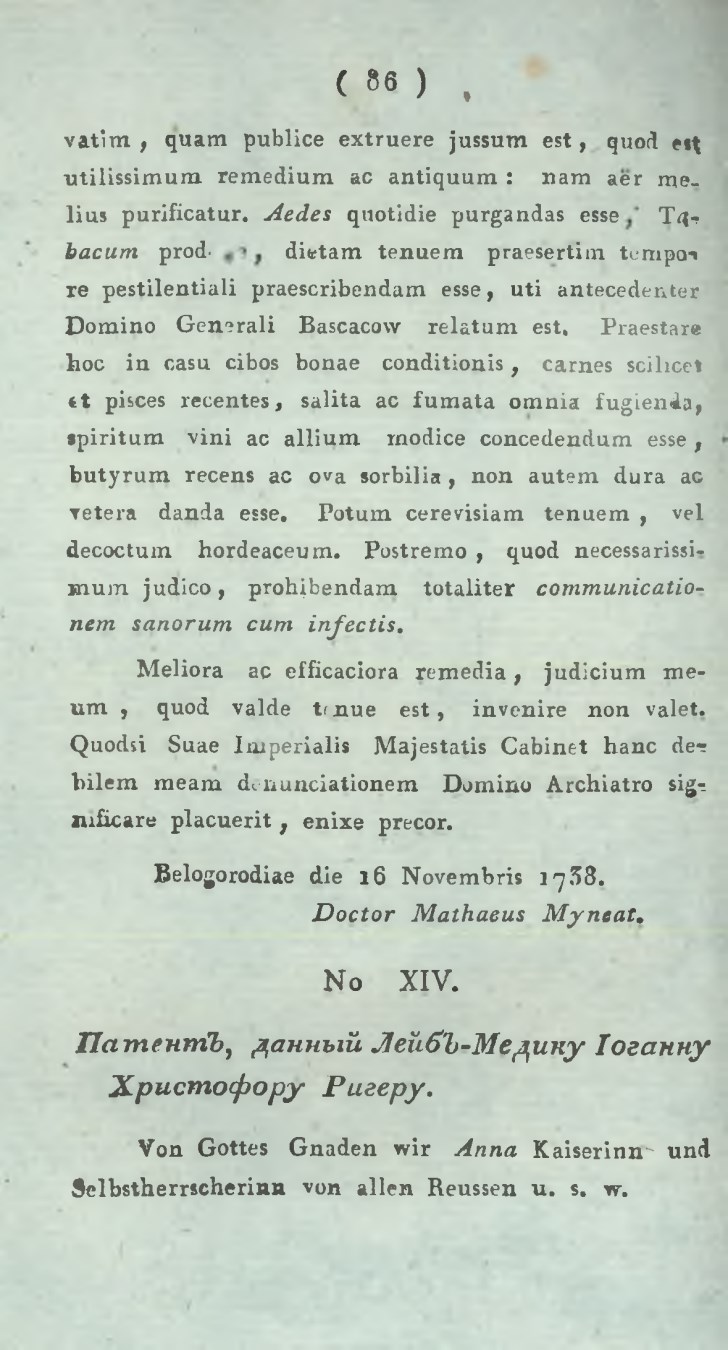 ( 86 )
vatim , quam publice extruere jussum est , quod est
utilissimum remedium ac antiquum : nam aër me-
lius purificatur. Aedes quotidie purgandas esse , Ta-
bacum prod , dietam tenuem praesertim tempo-
re pestilentiali praescribendam esse , uti antecedenter
Domino Generali Bascacow relatum est. Praestare
hoc in casu cibos bonae conditionis , carnes scilicet
et pisces recentes , salita ac fumata omnia fugienda,
spiritum vini ac allium modice concedendum esse ,
butyrum recens ac ova sorbilia , non autem dura ac
vetera danda esse. Potum cerevisiam tenuem , vel
decoctum hordeaceum. Postremo , quod necessarissi-
mum judico , prohibendam totaliter communicatio-
nem sanorum cum infectis.
Meliora ac efficaciora remedia , judicium me-
um , quod valde tenue est , invenire non valet.
Quodsi Suae Imperialis Majestatis Cabinet hanc de-
bilem meam denunciationem Domino Archiatro sig-
nificare placuerit , enixe precor.
Belogorodiae die 16 Novembris 1738.
Doctor Mathaeus Myneat.
No XIV.
Патентъ, данный Лейбъ-Медику Іоганну
Христофору Ригеру.
Von Gottes Gnaden wir Anna Kaiserinn und
Selbstherrscherinn von allen Reussen u. s. w.